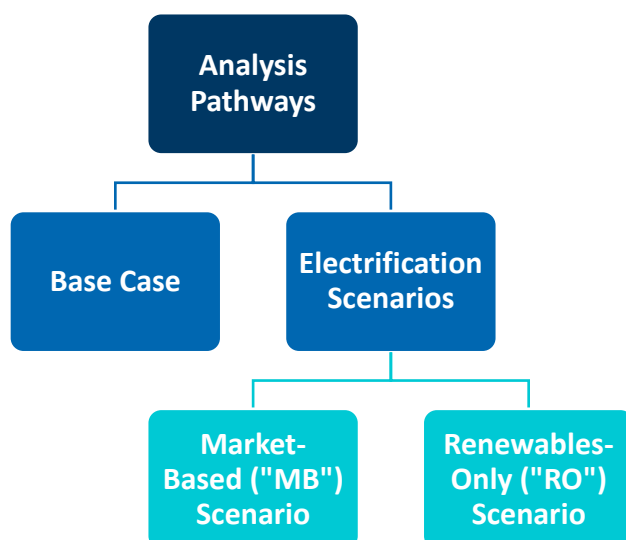 Analysis
Pathways
Base Case
Electrification
Scenarios
Market-
Based ("MB")
Scenario
Renewables-
Only ("RO")
Scenario